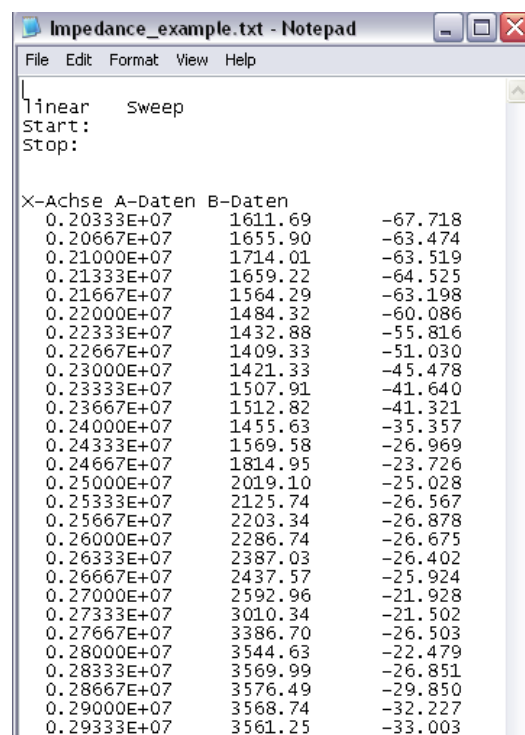 Impedance_example.txt - Notepad
File Edit Format View Help
linear Sweep
Start:
Stop:
X-Achse A-Daten B-Daten
0.20333E+07 1611.69 -67.718
0.20667E+07 1655.90 -63.474
0.21000E+07 1714.01 -63.519
0.21333E+07 1659.22 -64.525
0.21667E+07 1564.29 -63.198
0.22000E+07 1484.32 -60.086
0.22333E+07 1432.88 -55.816
0.22667E+07 1409.33 -51.030
0.23000E+07 1421.33 -45.478
0.23333E+07 1507.91 -41.640
0.23667E+07 1512.82 -41.321
0.24000E+07 1455.63 -35.357
0.24333E+07 1569.58 -26.969
0.24667E+07 1814.95 -23.726
0.25000E+07 2019.10 -25.028
0.25333E+07 2125.74 -26.567
0.25667E+07 2203.34 -26.878
0.26000E+07 2286.74 -26.675
0.26333E+07 2387.03 -26.402
0.26667E+07 2437.57 -25.924
0.27000E+07 2592.96 -21.928
0.27333E+07 3010.34 -21.502
0.27667E+07 3386.70 -26.503
0.28000E+07 3544.63 -22.479
0.28333E+07 3569.99 -26.851
0.28667E+07 3576.49 -29.850
0.29000E+07 3568.74 -32.227
0.29333E+07 3561.25 -33.003